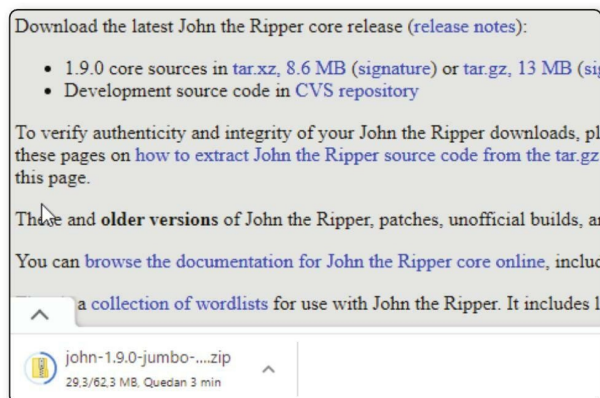 Download the latest John the Ripper core release (release notes):
• 1.9.0 core sources in tar.xz, 8.6 MB (signature) or tar.gz, 13 MB (sig
• Development source code in CVS repository
To verify authenticity and integrity of your John the Ripper downloads, pl
these pages on how to extract John the Ripper source code from the tar.gz
this page.
These and older versions of John the Ripper, patches, unofficial builds, a
You can browse the documentation for John the Ripper core online, includ
a collection of wordlists for use with John the Ripper. It includes l
john-1.9.0-jumbo-....zip
29,3/62,3 MB, Quedan 3 min